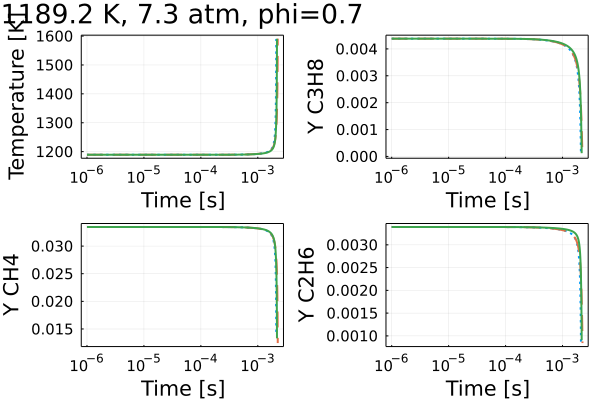 1189.2 K, 7.3 atm, phi=0.7
Temperature [K]
1600
1500
1400
1300
1200
10⁻⁶ 10⁻⁵ 10⁻⁴ 10⁻³
Time [s]
Y C3H8
0.004
0.003
0.002
0.001
0.000
10⁻⁶ 10⁻⁵ 10⁻⁴ 10⁻³
Time [s]
Y CH4
0.030
0.025
0.020
0.015
10⁻⁶ 10⁻⁵ 10⁻⁴ 10⁻³
Time [s]
Y C2H6
0.0030
0.0025
0.0020
0.0015
0.0010
10⁻⁶ 10⁻⁵ 10⁻⁴ 10⁻³
Time [s]